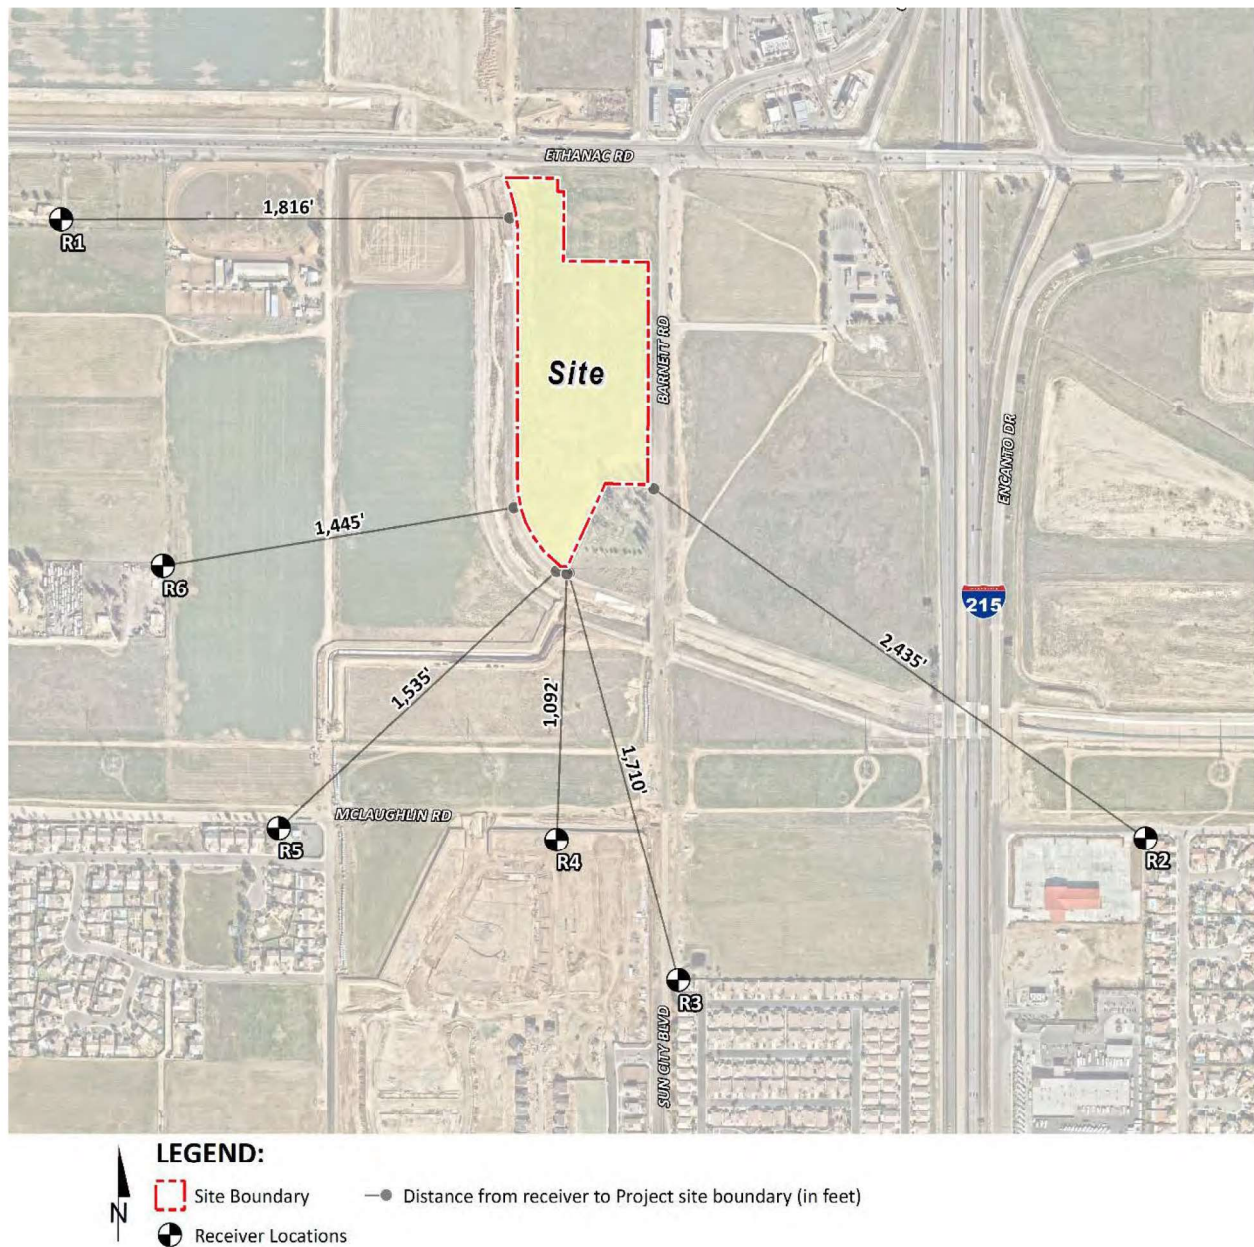 ETHANAC RD
1,816'
R1
Site
BARNETT RD
ENCANTO DR
1,445'
R6
215
2,435'
1,535'
1,092'
1,710'
MCLAUGHLIN RD
R5
R4
R2
R3
SUN CITY BLVD
LEGEND:
Site Boundary
Distance from receiver to Project site boundary (in feet)
N
Receiver Locations